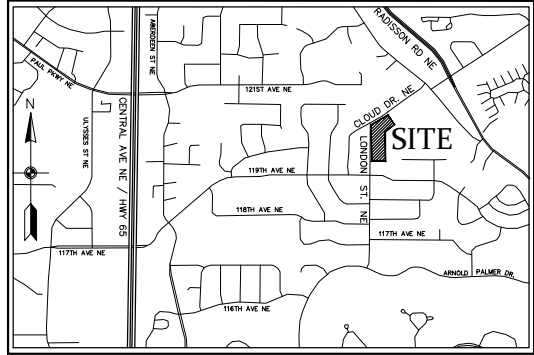 ABERDEEN ST NE
RADISSON RD NE
PAUL PKWY NE
121ST AVE NE
CLOUD DR. NE
N
ULYSSES ST NE
CENTRAL AVE NE / HWY 65
SITE
LONDON ST. NE
119TH AVE NE
118TH AVE NE
117TH AVE NE
117TH AVE NE
ARNOLD PALMER DR.
116TH AVE NE